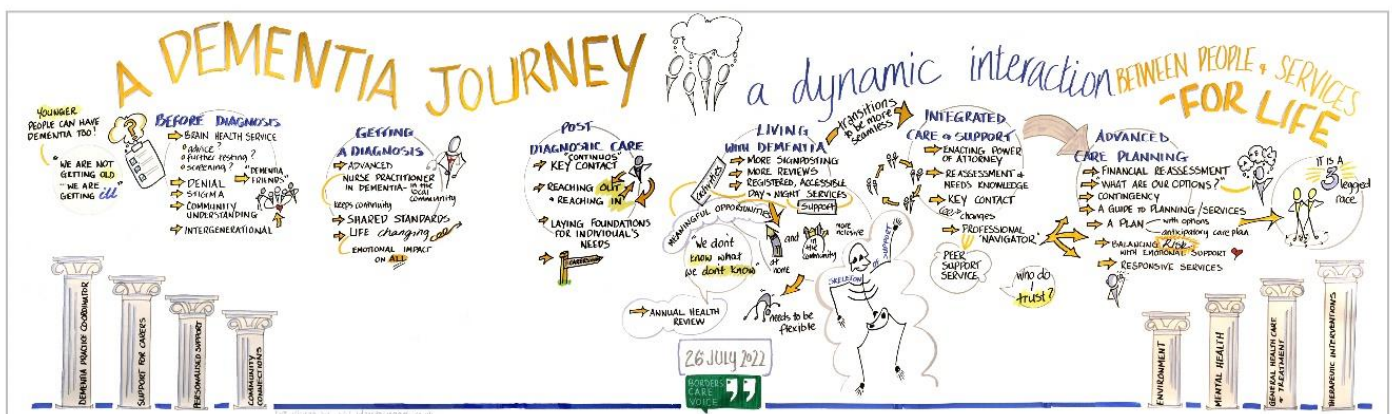 A DEMENTIA JOURNEY
a dynamic interaction
BETWEEN PEOPLE & SERVICES
- FOR LIFE
YOUNGER
PEOPLE CAN HAVE
DEMENTIA TOO!
"WE ARE NOT
GETTING OLD
"WE ARE
GETTING ill
?
BEFORE DIAGNOSIS
BRAIN HEALTH SERVICE
advice?
further testing?
screening?
DENIAL
STIGMA
COMMUNITY
UNDERSTANDING
INTERGENERATIONAL
"DEMENTIA
FRIENDS"
GETTING
A DIAGNOSIS
ADVANCED
NURSE PRACTITIONER
IN DEMENTIA - IN the
local
community
keeps continuity
SHARED STANDARDS
LIFE changing
EMOTIONAL IMPACT
ON ALL
POST
DIAGNOSTIC CARE
"CONTINUOS"
KEY CONTACT
REACHING OUT
& REACHING IN
LAYING FOUNDATIONS
FOR INDIVIDUAL'S
NEEDS
LIVING
WITH DEMENTIA
MORE SIGNPOSTING
MORE REVIEWS
REGISTERED, ACCESSIBLE
DAY + NIGHT SERVICES
activities
Support
MEANINGFUL OPPORTUNITIES
"We don't
know what
we don't know"
ANNUAL HEALTH
REVIEW
at
home
and
in the
community
more
inclusive
needs to be
flexible
SKELETON
OF SUPPORT
transitions
to be more
seamless
INTEGRATED
CARE & SUPPORT
ENACTING POWER
OF ATTORNEY
REASSESSMENT &
NEEDS KNOWLEDGE
KEY CONTACT
changes
PROFESSIONAL
"NAVIGATOR"
PEER
SUPPORT
SERVICE
who do
I trust?
ADVANCED
CARE PLANNING
FINANCIAL REASSESSMENT
WHAT ARE OUR OPTIONS?
CONTINGENCY
A GUIDE TO PLANNING/SERVICES
A PLAN
with options
anticipatory care plan
BALANCING Risk
WITH EMOTIONAL SUPPORT
RESPONSIVE SERVICES
IT IS A
3 legged
race
DEMENTIA PRACTICE COORDINATOR
SUPPORT FOR CARERS
PERSONALISED SUPPORT
COMMUNITY
CONNECTIONS
26 JULY 2022
BORDERS
CARE
VOICE
ENVIRONMENT
MENTAL HEALTH
GENERAL HEALTH CARE
& TREATMENT
THERAPEUTIC INTERVENTIONS